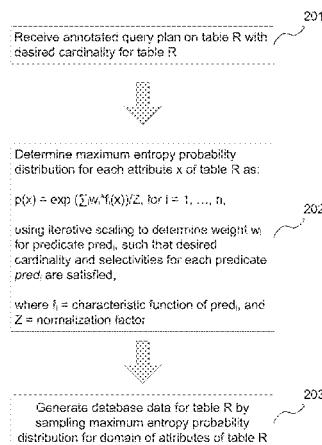 201
Receive annotated query plan on table R with
desired cardinality for table R
Determine maximum entropy probability
distribution for each attribute x of table R as:
p(x) = exp (∑wᵢ*fᵢ(x))/Z, for i = 1, …, n,
using iterative scaling to determine weight wᵢ
for predicate predᵢ, such that desired
cardinality and selectivities for each predicate
predᵢ are satisfied,
where fᵢ = characteristic function of predᵢ, and
Z = normalization factor
202
203
Generate database data for table R by
sampling maximum entropy probability
distribution for domain of attributes of table R